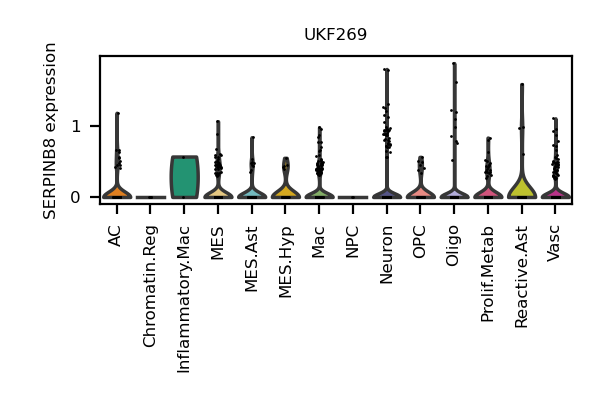 UKF269
SERPINB8 expression
1
0
AC
Chromatin.Reg
Inflammatory.Mac
MES
MES.Ast
MES.Hyp
Mac
NPC
Neuron
OPC
Oligo
Prolif.Metab
Reactive.Ast
Vasc